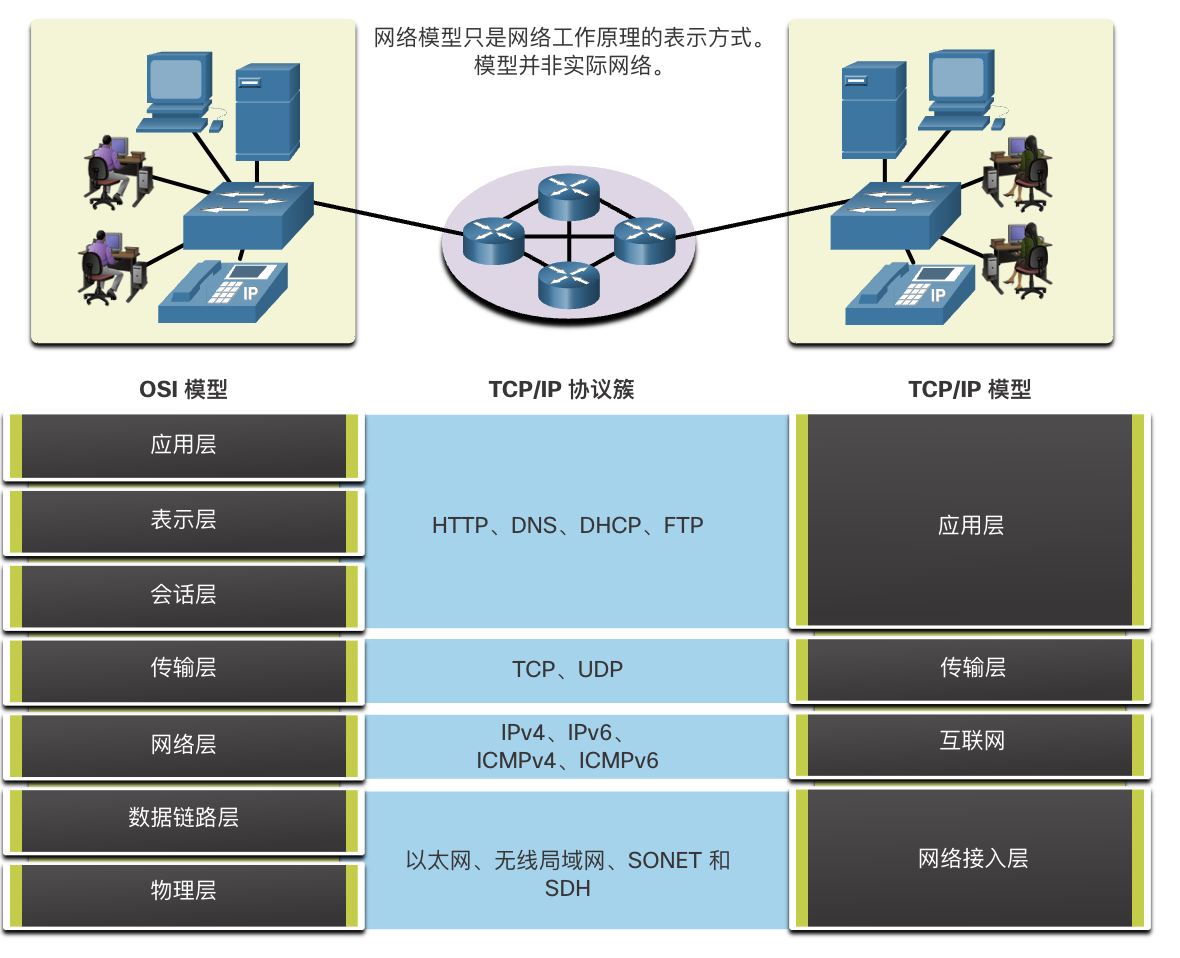 网络模型只是网络工作原理的表示方式。
模型并非实际网络。
IP
IP
OSI 模型
TCP/IP 协议簇
TCP/IP 模型
应用层
表示层
会话层
HTTP、DNS、DHCP、FTP
应用层
传输层
TCP、UDP
传输层
网络层
IPv4、IPv6、
ICMPv4、ICMPv6
互联网
数据链路层
物理层
以太网、无线局域网、SONET 和
SDH
网络接入层